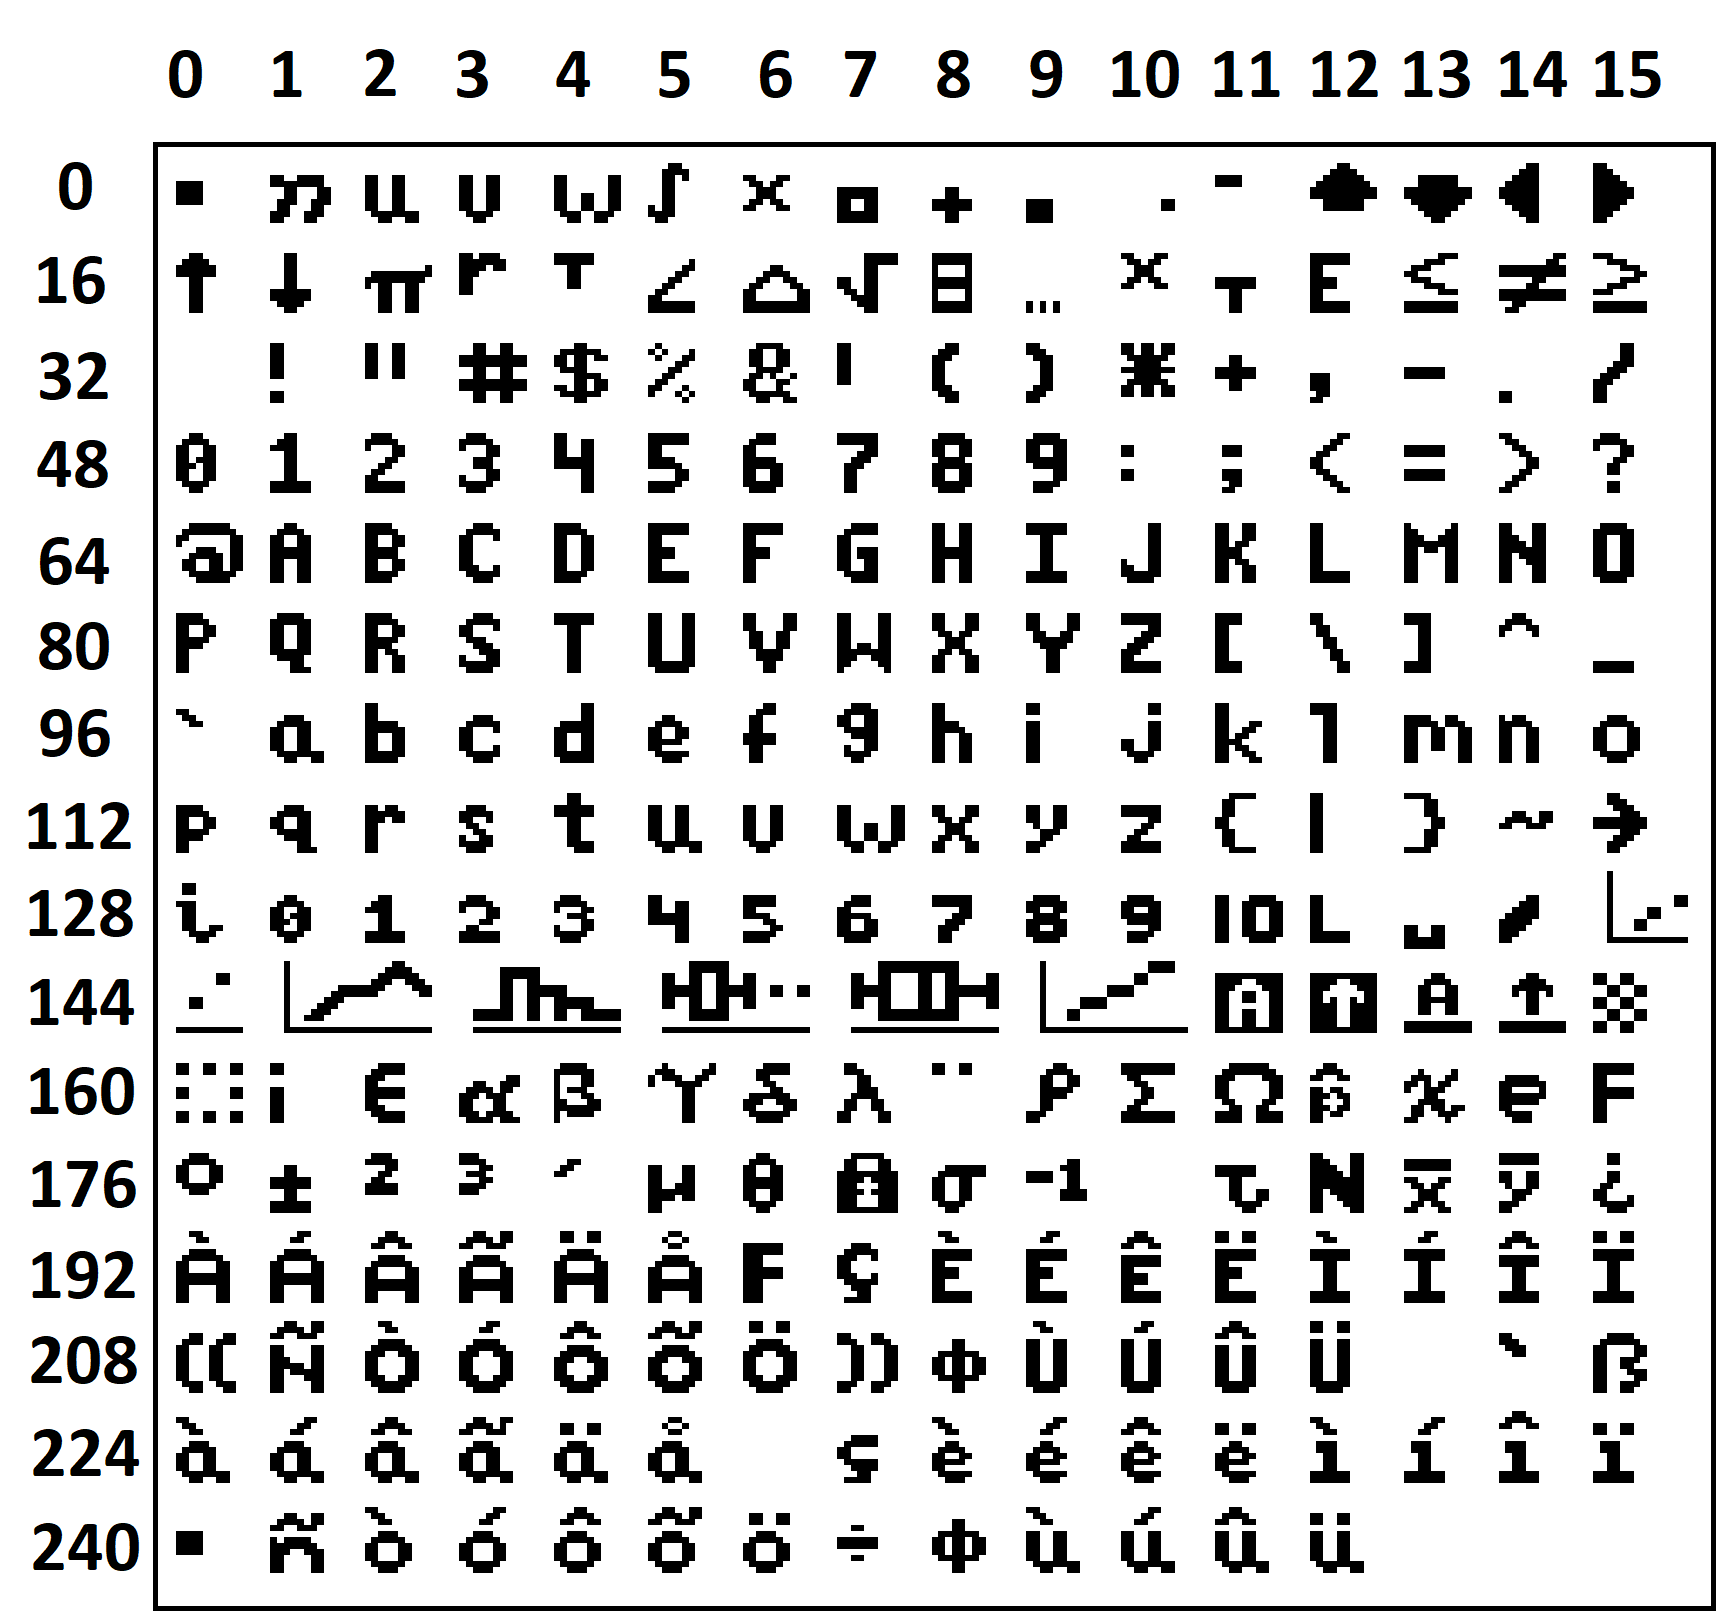 0 1 2 3 4 5 6 7 8 9 10 11 12 13 14 15
0 ▪ n u v w ∫ × ▫ + ▪ · ⁻ 🠅 🠇 ◀ ▶
16 ↑ ↓ π r ⊤ ∠ ⌓ √ 8 … × ┬ E ≤ ≠ ≥
32 ! " # $ % & ' ( ) * + , - . /
48 0 1 2 3 4 5 6 7 8 9 : ; < = > ?
64 @ A B C D E F G H I J K L M N O
80 P Q R S T U V W X Y Z [ \ ] ^ _
96 ` a b c d e f g h i j k l m n o
112 p q r s t u v w x y z { | } ~ →
128 i 0 1 2 3 4 5 6 7 8 9 10 L ␣
144 A ↑ A ↑
160 i ϵ α β γ δ λ ¨ ρ Σ Ω p̂ χ e F
176 ° ± ² ³ ´ μ θ A σ ⁻¹ τ N x̅ y̅ ¿
192 À Á Â Ã Ä Å F Ç È É Ê Ë Ì Í Î Ï
208 (( Ñ Ò Ó Ô Õ Ö )) Φ Ù Ú Û Ü ` ß
224 à á â ã ä å ç è é ê ë ì í î ï
240 ▪ ñ ò ó ô õ ö ÷ Φ ù ú û ü